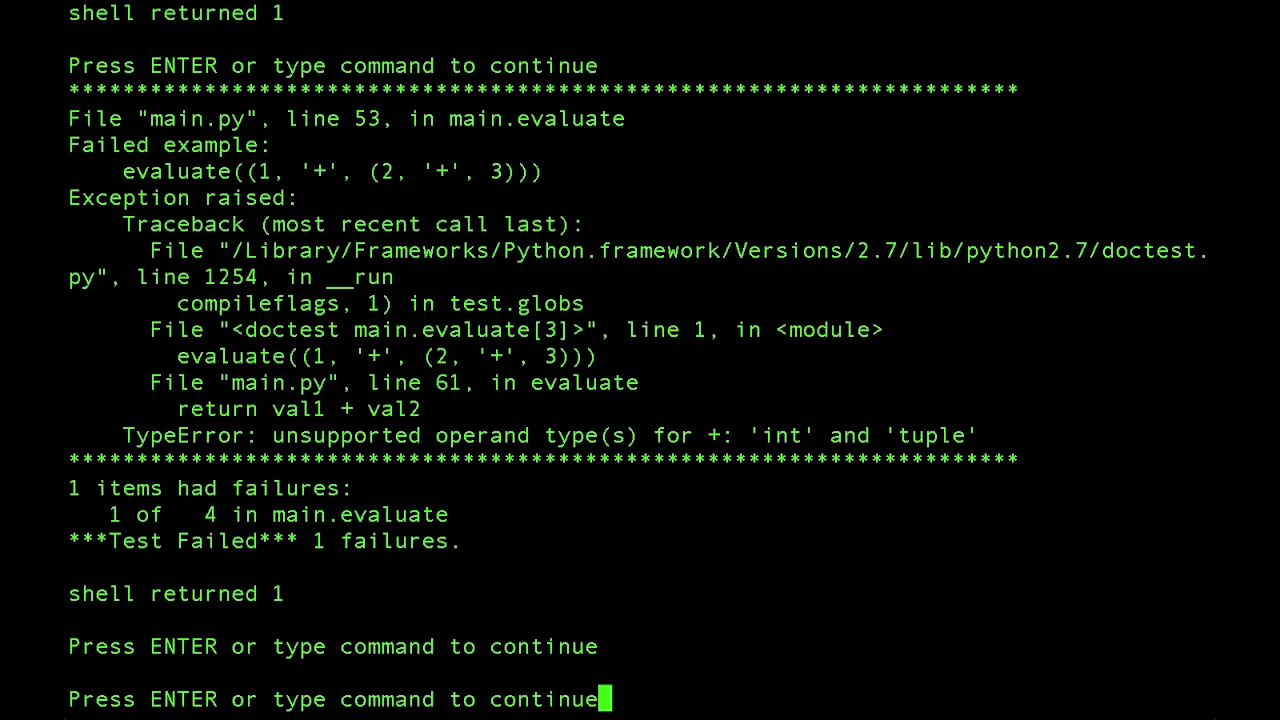 shell returned 1
Press ENTER or type command to continue
**********************************************************************
File "main.py", line 53, in main.evaluate
Failed example:
    evaluate((1, '+', (2, '+', 3)))
Exception raised:
    Traceback (most recent call last):
      File "/Library/Frameworks/Python.framework/Versions/2.7/lib/python2.7/doctest.
py", line 1254, in __run
        compileflags, 1) in test.globs
      File "<doctest main.evaluate[3]>", line 1, in <module>
        evaluate((1, '+', (2, '+', 3)))
      File "main.py", line 61, in evaluate
        return val1 + val2
    TypeError: unsupported operand type(s) for +: 'int' and 'tuple'
**********************************************************************
1 items had failures:
   1 of   4 in main.evaluate
***Test Failed*** 1 failures.
shell returned 1
Press ENTER or type command to continue
Press ENTER or type command to continue